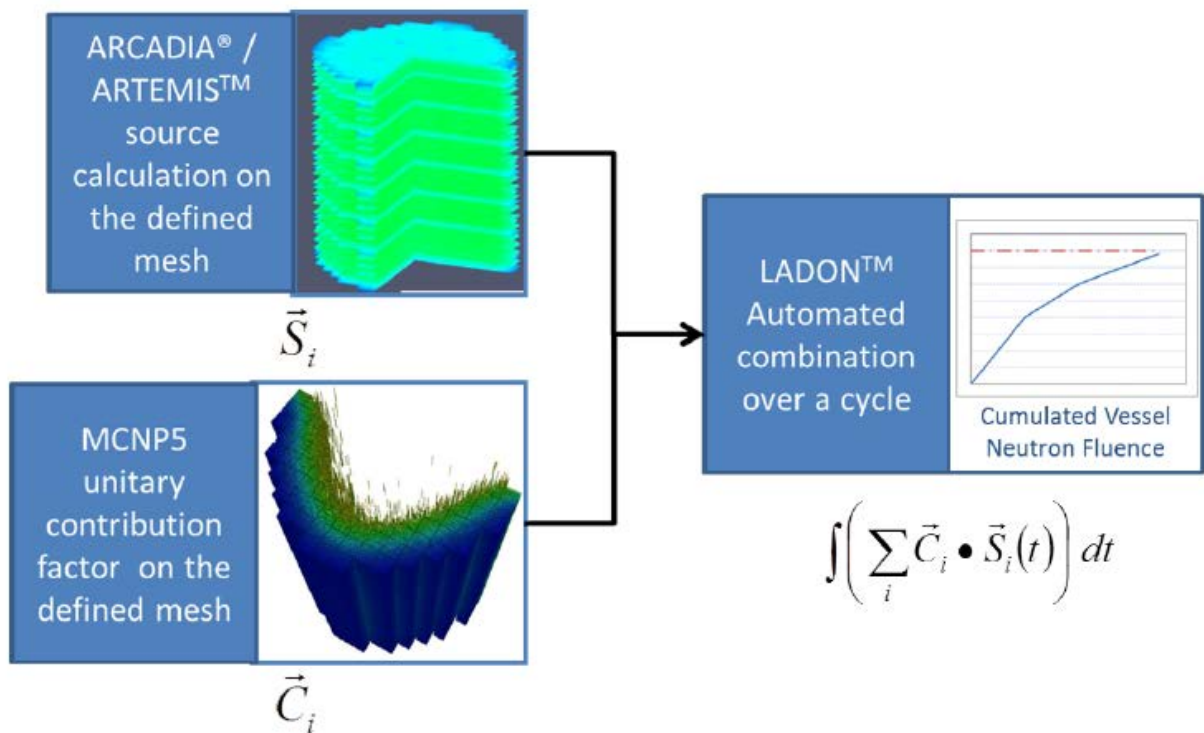 ARCADIA® /
ARTEMIS™
source
calculation on
the defined
mesh
S⃗ᵢ
MCNP5
unitary
contribution
factor on the
defined mesh
C⃗ᵢ
LADON™
Automated
combination
over a cycle
Cumulated Vessel
Neutron Fluence
∫(∑ᵢ C⃗ᵢ • S⃗ᵢ(t)) dt